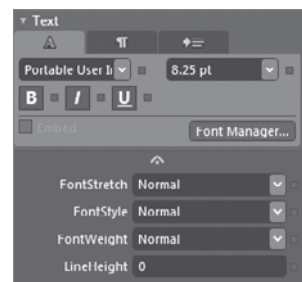 Text
Portable User I 8.25 pt
B I U
Embed
Font Manager...
FontStretch Normal
FontStyle Normal
FontWeight Normal
LineHeight 0